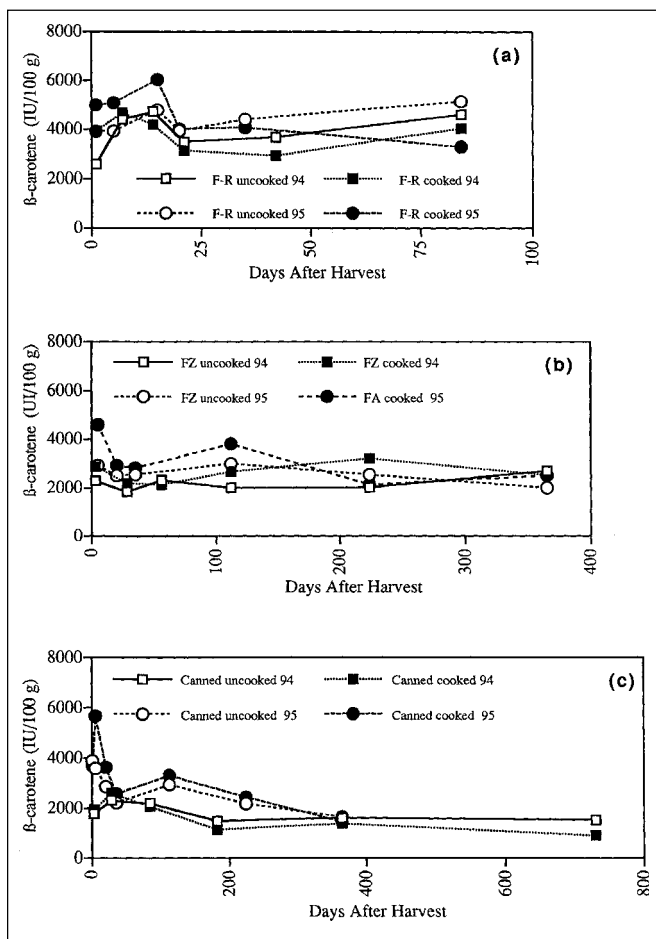 8000
(a)
6000
4000
2000
0
ß-carotene (IU/100 g)
F-R uncooked 94
F-R cooked 94
F-R uncooked 95
F-R cooked 95
0
25
50
75
100
Days After Harvest
8000
(b)
6000
4000
2000
0
ß-carotene (UI/100 g)
FZ uncooked 94
FZ cooked 94
FZ uncooked 95
FA cooked 95
0
100
200
300
400
Days After Harvest
8000
(c)
6000
4000
2000
0
ß-carotene (IU/100 g)
Canned uncooked 94
Canned cooked 94
Canned uncooked 95
Canned cooked 95
0
200
400
600
800
Days After Harvest